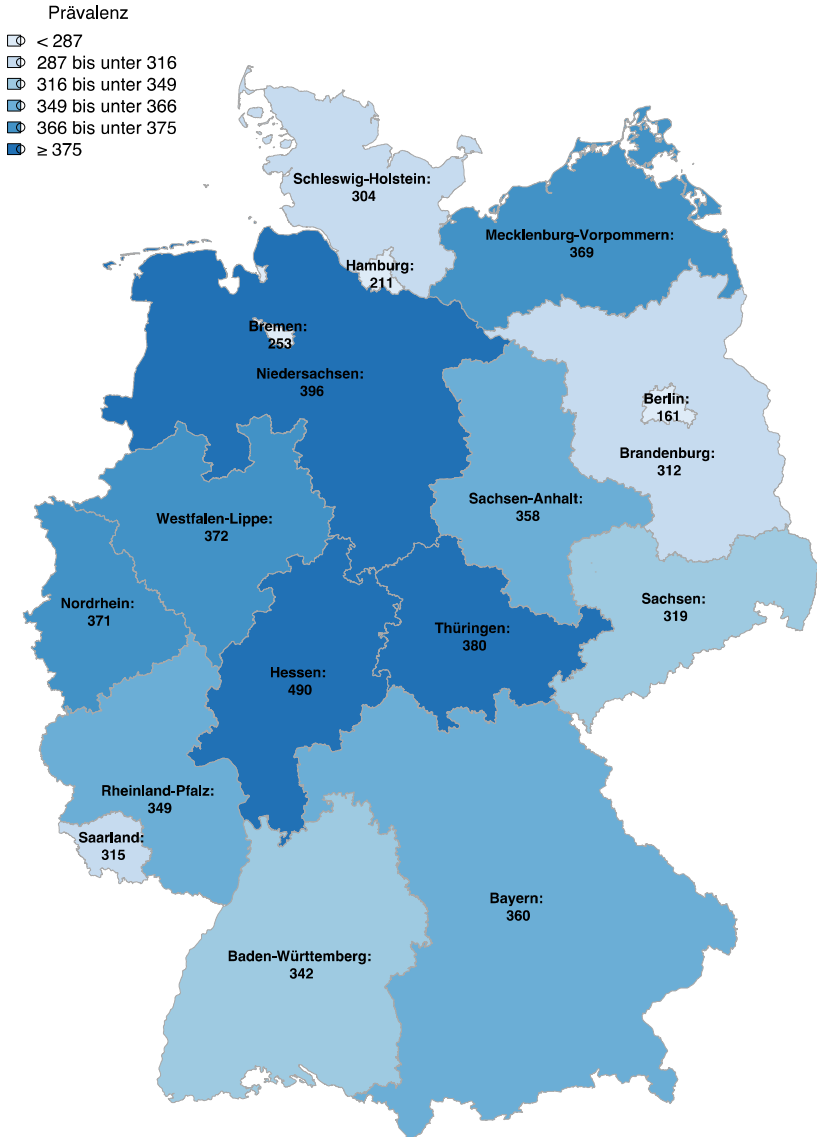 Prävalenz
< 287
287 bis unter 316
316 bis unter 349
349 bis unter 366
366 bis unter 375
≥ 375
Schleswig-Holstein:
304
Mecklenburg-Vorpommern:
369
Hamburg:
211
Bremen:
253
Niedersachsen:
396
Berlin:
161
Brandenburg:
312
Sachsen-Anhalt:
358
Westfalen-Lippe:
372
Nordrhein:
371
Sachsen:
319
Thüringen:
380
Hessen:
490
Rheinland-Pfalz:
349
Saarland:
315
Bayern:
360
Baden-Württemberg:
342